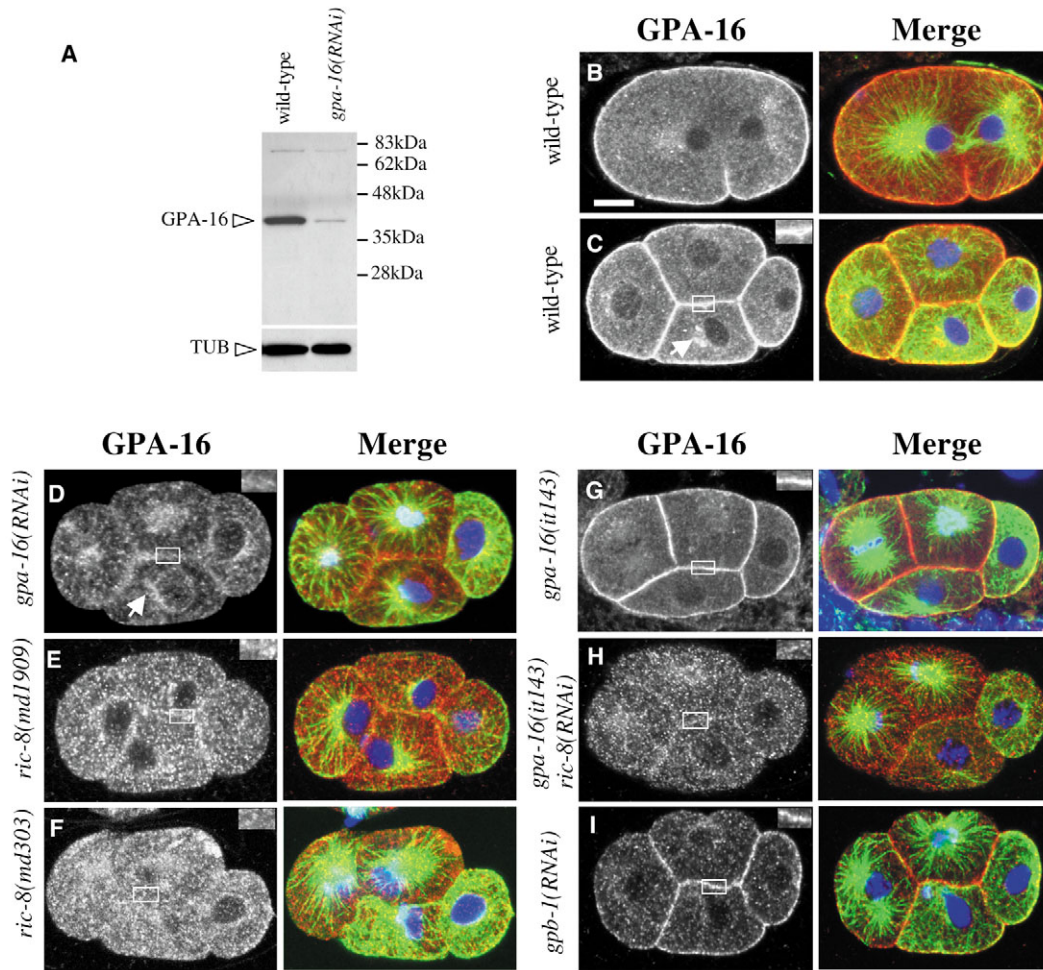 A
wild-type
gpa-16(RNAi)
83kDa
62kDa
48kDa
GPA-16
35kDa
28kDa
TUB
GPA-16 Merge
wild-type
B
wild-type
C
GPA-16 Merge
gpa-16(RNAi)
D
ric-8(md1909)
E
ric-8(md303)
F
GPA-16 Merge
gpa-16(it143)
G
gpa-16(it143)
ric-8(RNAi)
H
gpb-1(RNAi)
I